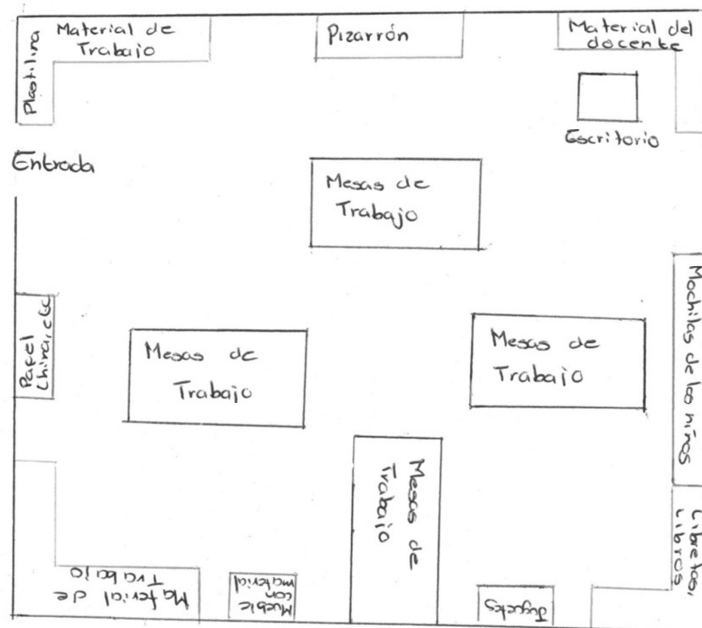 Material de
Trabajo
Plastilina
Pizarrón
Material del
docente
Escritorio
Entrada
Mesas de
Trabajo
Papel
China, etc
Mesas de
Trabajo
Mesas de
Trabajo
Mochilas de los niños
Mesas de
Trabajo
Libretas,
Libros
Material de
Trabajo
Mueble
con
material
Juguetes